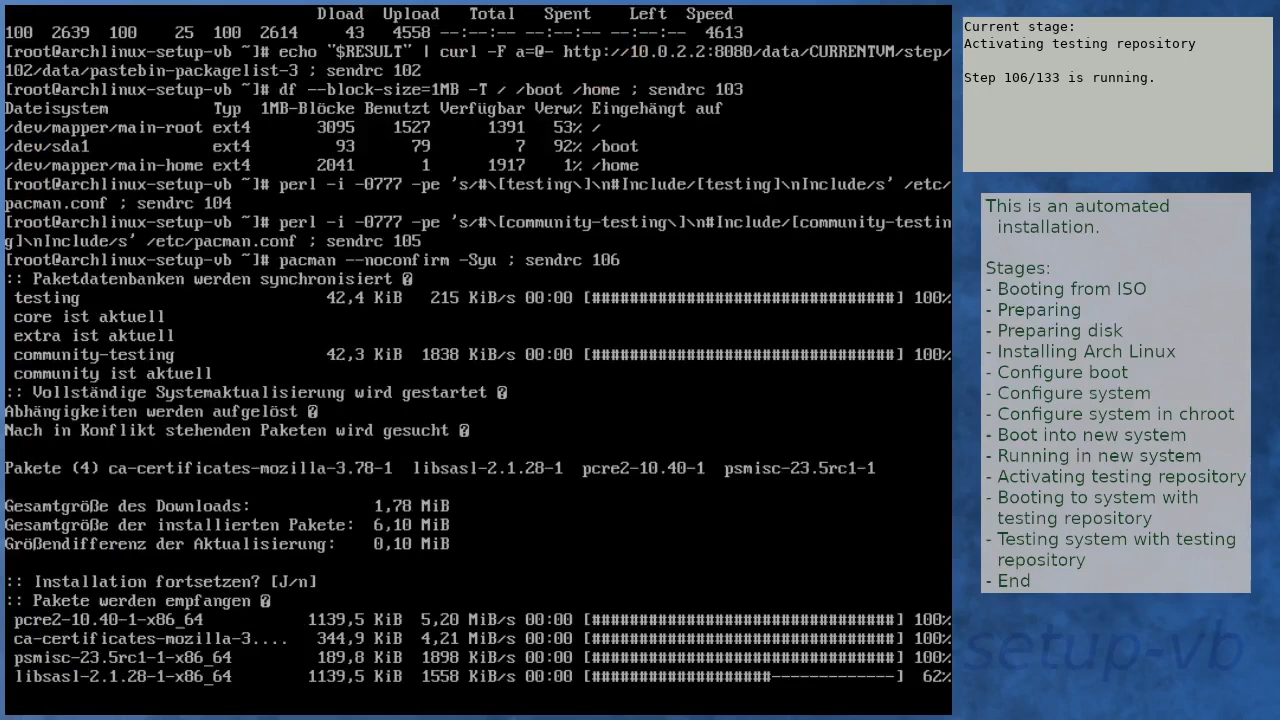 Dload  Upload   Total   Spent    Left  Speed
100  2639  100    25  100  2614     43   4558 --:--:-- --:--:-- --:--:--  4613
[root@archlinux-setup-vb ~]# echo "$RESULT" | curl -F a=@- http://10.0.2.2:8080/data/CURRENTVM/step/
102/data/pastebin-packagelist-3 ; sendrc 102
[root@archlinux-setup-vb ~]# df --block-size=1MB -T / /boot /home ; sendrc 103
Dateisystem           Typ  1MB-Blöcke Benutzt Verfügbar Verw% Eingehängt auf
/dev/mapper/main-root ext4       3095    1527      1391   53% /
/dev/sda1             ext4         93      79         7   92% /boot
/dev/mapper/main-home ext4       2041       1      1917    1% /home
[root@archlinux-setup-vb ~]# perl -i -0777 -pe 's/#\[testing\]\n#Include/[testing]\nInclude/s' /etc/
pacman.conf ; sendrc 104
[root@archlinux-setup-vb ~]# perl -i -0777 -pe 's/#\[community-testing\]\n#Include/[community-testin
g]\nInclude/s' /etc/pacman.conf ; sendrc 105
[root@archlinux-setup-vb ~]# pacman --noconfirm -Syu ; sendrc 106
:: Paketdatenbanken werden synchronisiert �
testing                          42,4 KiB   215 KiB/s 00:00 [################################] 100%
core ist aktuell
extra ist aktuell
community-testing                42,3 KiB  1838 KiB/s 00:00 [################################] 100%
community ist aktuell
:: Vollständige Systemaktualisierung wird gestartet �
Abhängigkeiten werden aufgelöst �
Nach in Konflikt stehenden Paketen wird gesucht �
Pakete (4) ca-certificates-mozilla-3.78-1  libsasl-2.1.28-1  pcre2-10.40-1  psmisc-23.5rc1-1
Gesamtgröße des Downloads:             1,78 MiB
Gesamtgröße der installierten Pakete:  6,10 MiB
Größendifferenz der Aktualisierung:    0,10 MiB
:: Installation fortsetzen? [J/n]
:: Pakete werden empfangen �
pcre2-10.40-1-x86_64           1139,5 KiB  5,20 MiB/s 00:00 [################################] 100%
ca-certificates-mozilla-3....   344,9 KiB  4,21 MiB/s 00:00 [################################] 100%
psmisc-23.5rc1-1-x86_64         189,8 KiB  1898 KiB/s 00:00 [################################] 100%
libsasl-2.1.28-1-x86_64        1139,5 KiB  1558 KiB/s 00:00 [###################-------------]  62%
Current stage:
Activating testing repository
Step 106/133 is running.
This is an automated
installation.
Stages:
- Booting from ISO
- Preparing
- Preparing disk
- Installing Arch Linux
- Configure boot
- Configure system
- Configure system in chroot
- Boot into new system
- Running in new system
- Activating testing repository
- Booting to system with
testing repository
- Testing system with testing
repository
- End
setup-vb